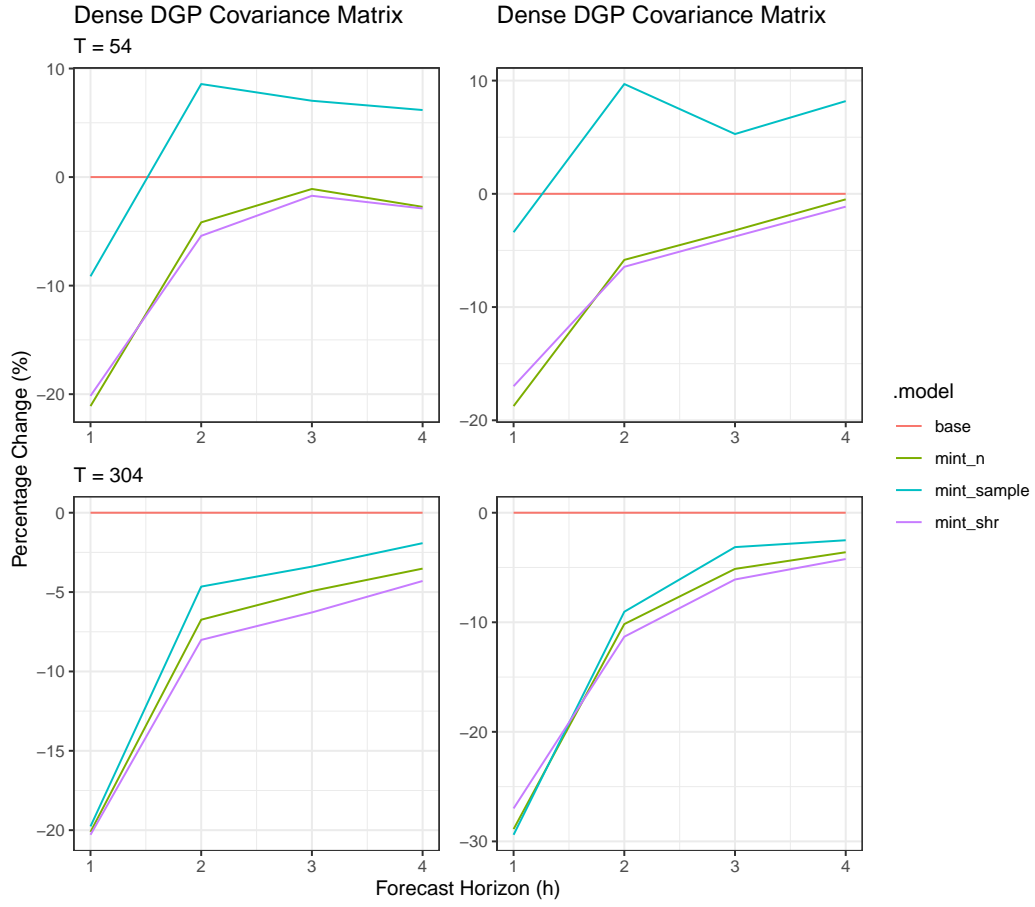 Dense DGP Covariance Matrix
T = 54
10
0
−10
−20
1 2 3 4
Dense DGP Covariance Matrix
10
0
−10
−20
1 2 3 4
T = 304
0
−5
−10
−15
−20
1 2 3 4
0
−10
−20
−30
1 2 3 4
Percentage Change (%)
Forecast Horizon (h)
.model
base
mint_n
mint_sample
mint_shr